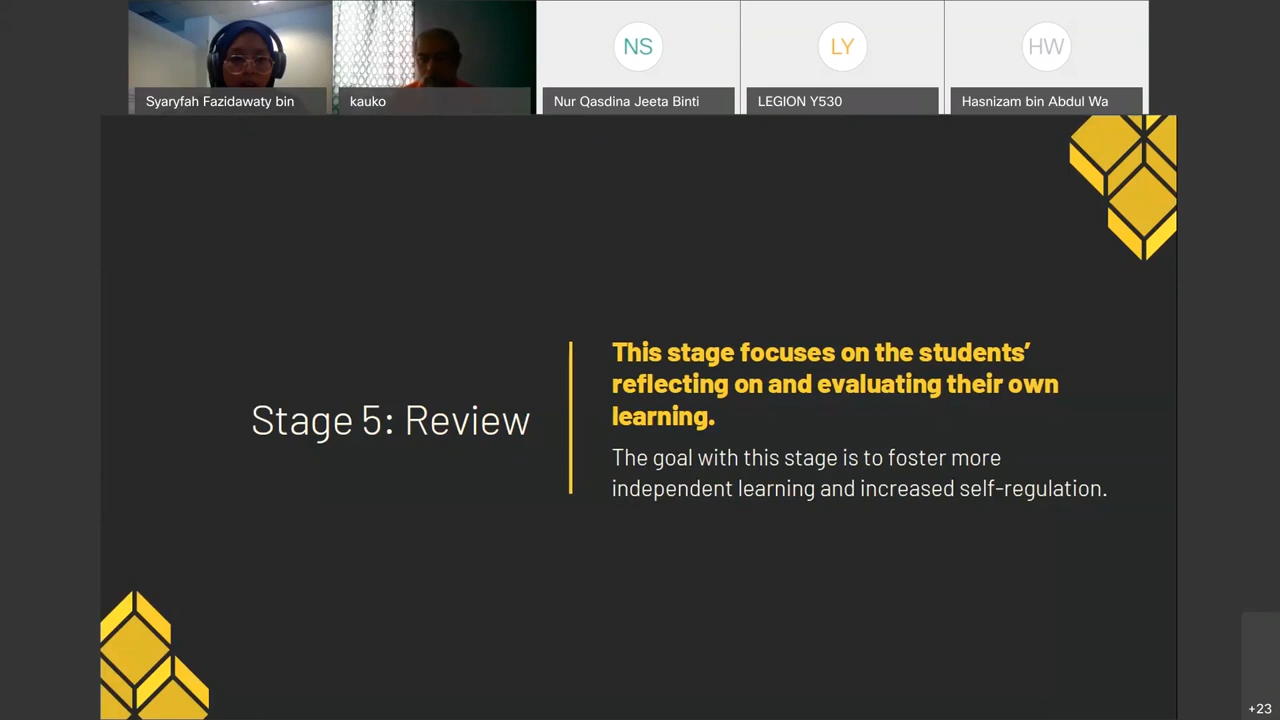 NS
LY
HW
Syaryfah Fazidawaty bin
kauko
Nur Qasdina Jeeta Binti
LEGION Y530
Hasnizam bin Abdul Wa
Stage 5: Review
This stage focuses on the students’
reflecting on and evaluating their own
learning.
The goal with this stage is to foster more
independent learning and increased self-regulation.
+23